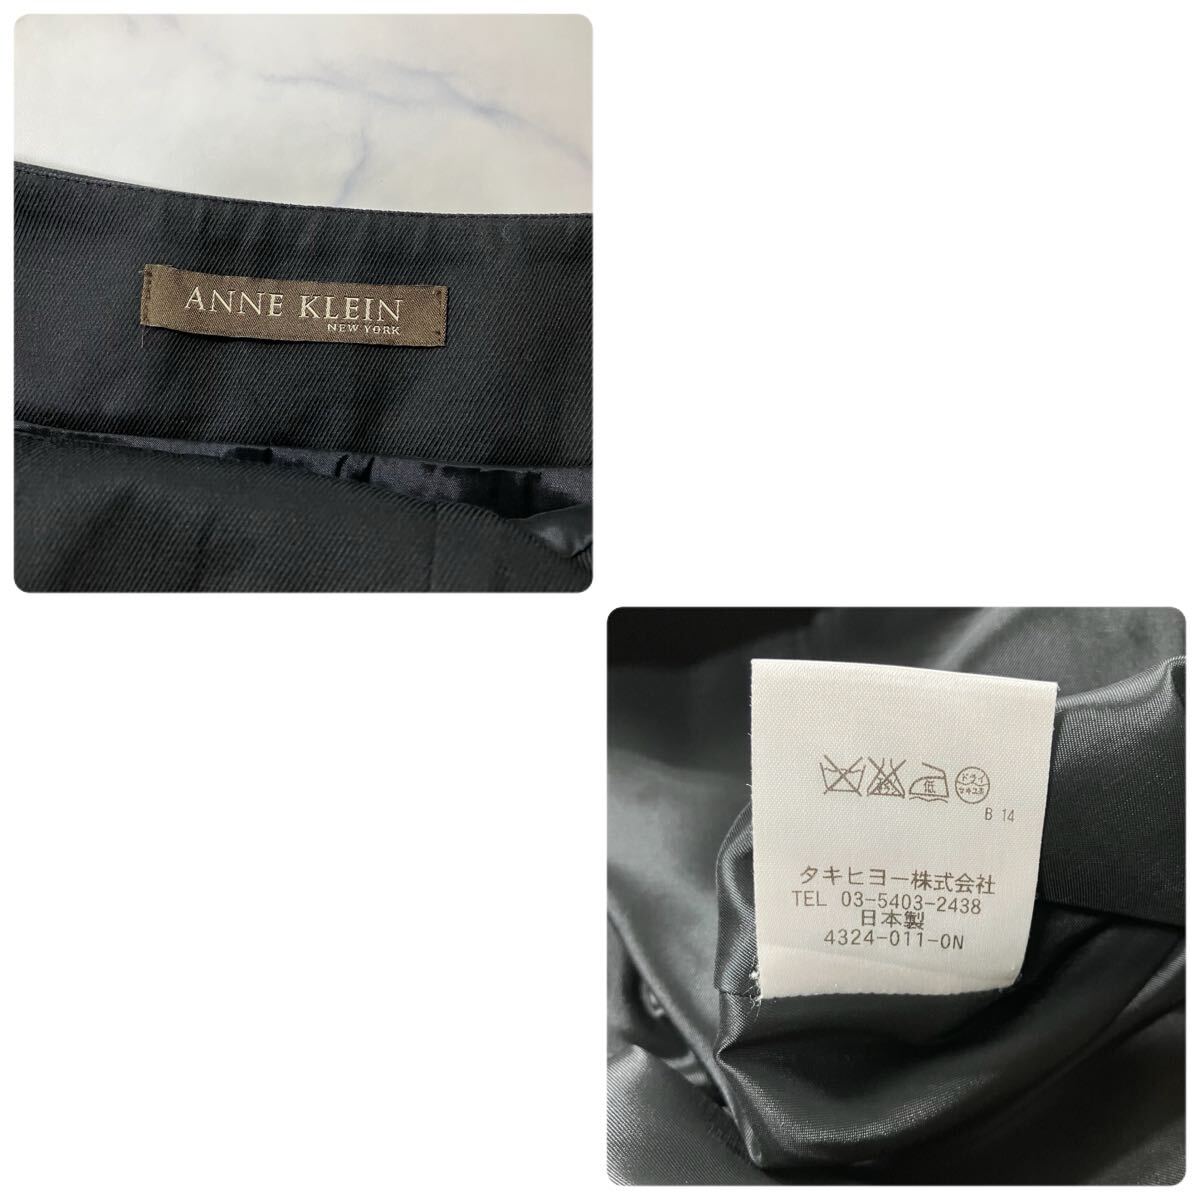 ANNE KLEIN
NEW YORK
低 ドライ
B 14
タキヒヨー株式会社
TEL 03-5403-2438
日本製
4324-011-0N